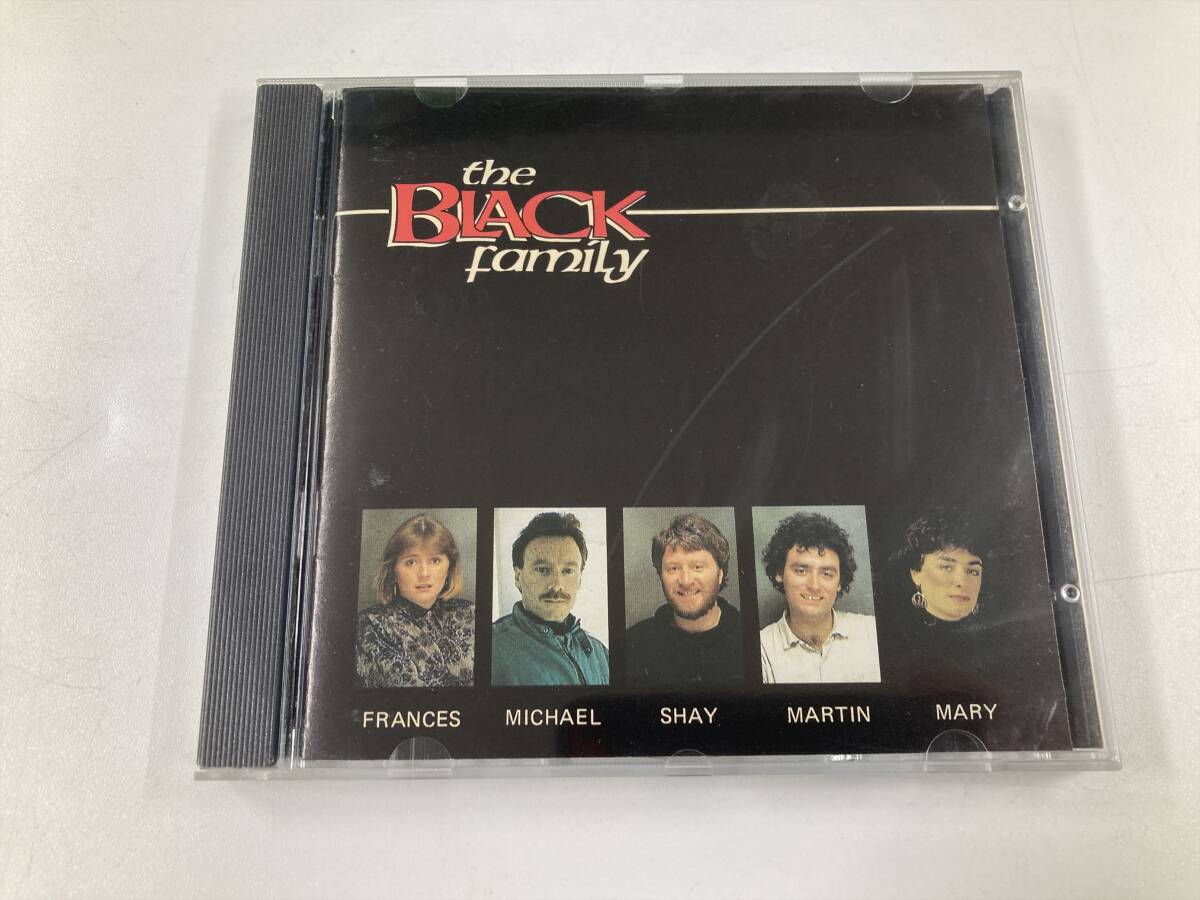 the
BLACK
family
FRANCES MICHAEL SHAY MARTIN MARY